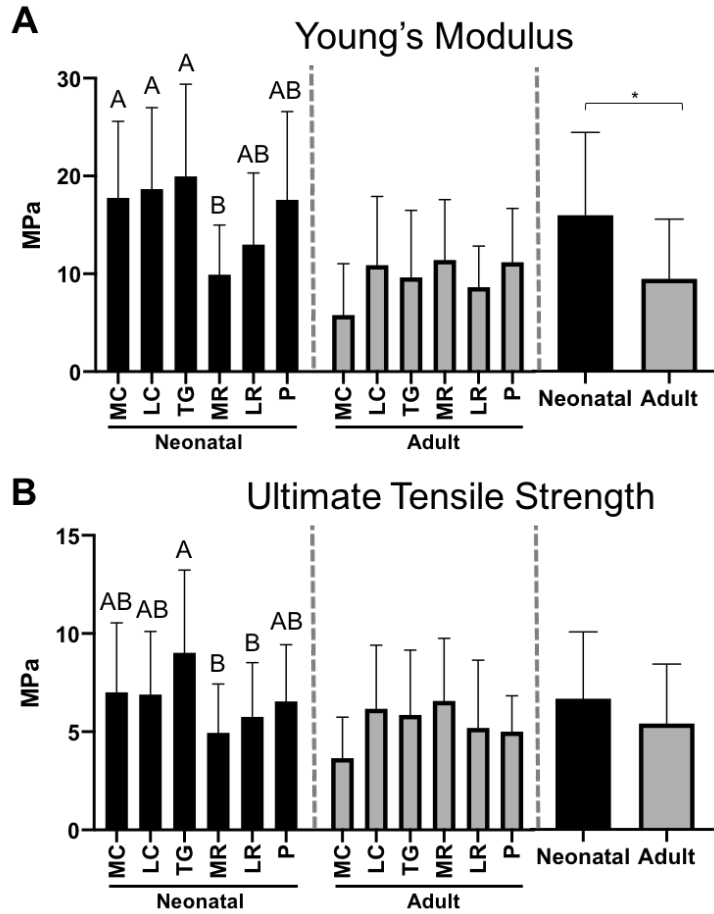 A
Young's Modulus
MPa
30
20
10
0
A
A
A
B
AB
AB
*
MC
LC
TG
MR
LR
P
MC
LC
TG
MR
LR
P
Neonatal
Adult
Neonatal
Adult
B
Ultimate Tensile Strength
MPa
15
10
5
0
AB
AB
A
B
B
AB
MC
LC
TG
MR
LR
P
MC
LC
TG
MR
LR
P
Neonatal
Adult
Neonatal
Adult